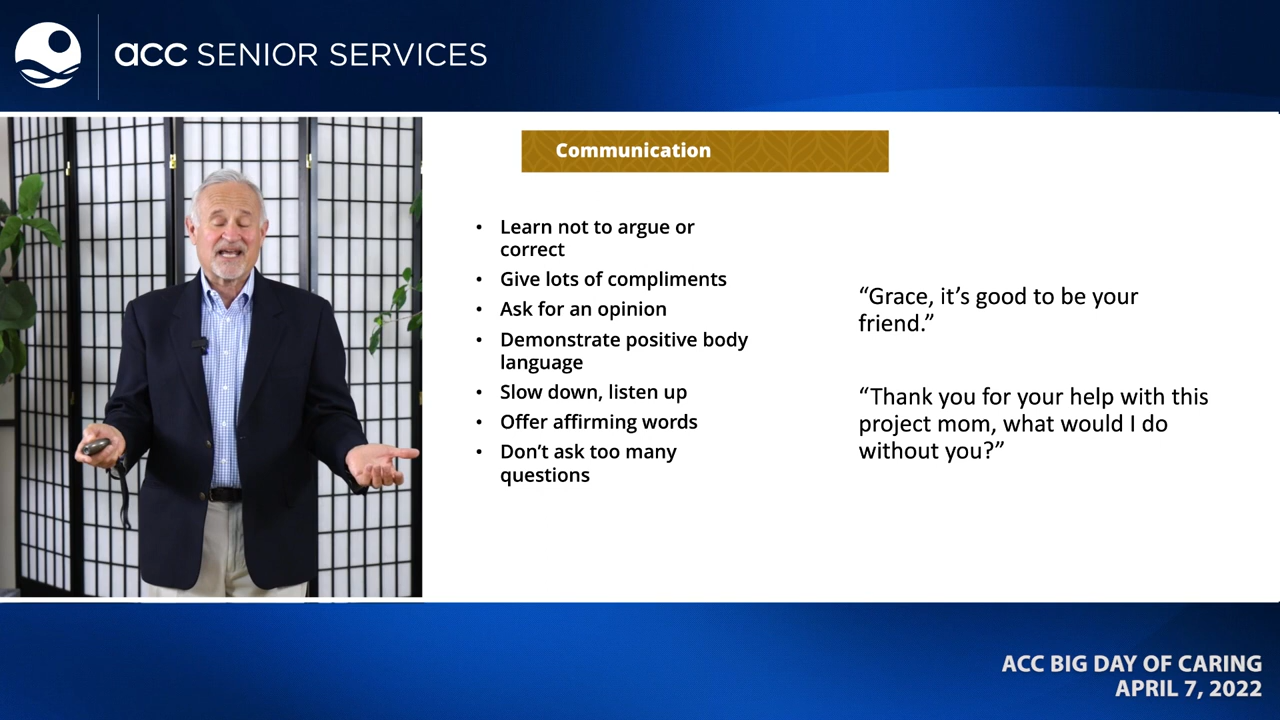 acc SENIOR SERVICES
Communication
• Learn not to argue or
correct
• Give lots of compliments
• Ask for an opinion
• Demonstrate positive body
language
• Slow down, listen up
• Offer affirming words
• Don’t ask too many
questions
“Grace, it’s good to be your
friend.”
“Thank you for your help with this
project mom, what would I do
without you?”
ACC BIG DAY OF CARING
APRIL 7, 2022